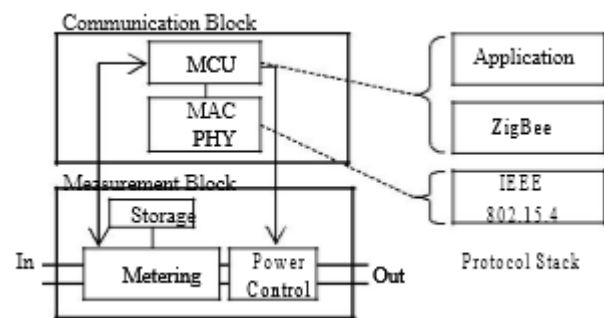 Communication Block
MCU
MAC
PHY
Application
ZigBee
IEEE
802.15.4
Protocol Stack
Measurement Block
Storage
In
Metering
Power
Control
Out